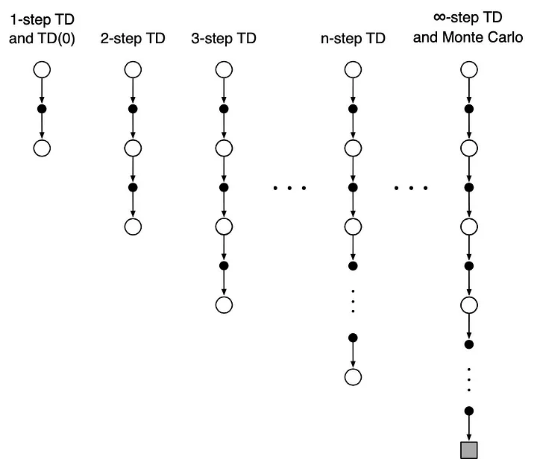 1-step TD
and TD(0)
2-step TD
3-step TD
n-step TD
∞-step TD
and Monte Carlo